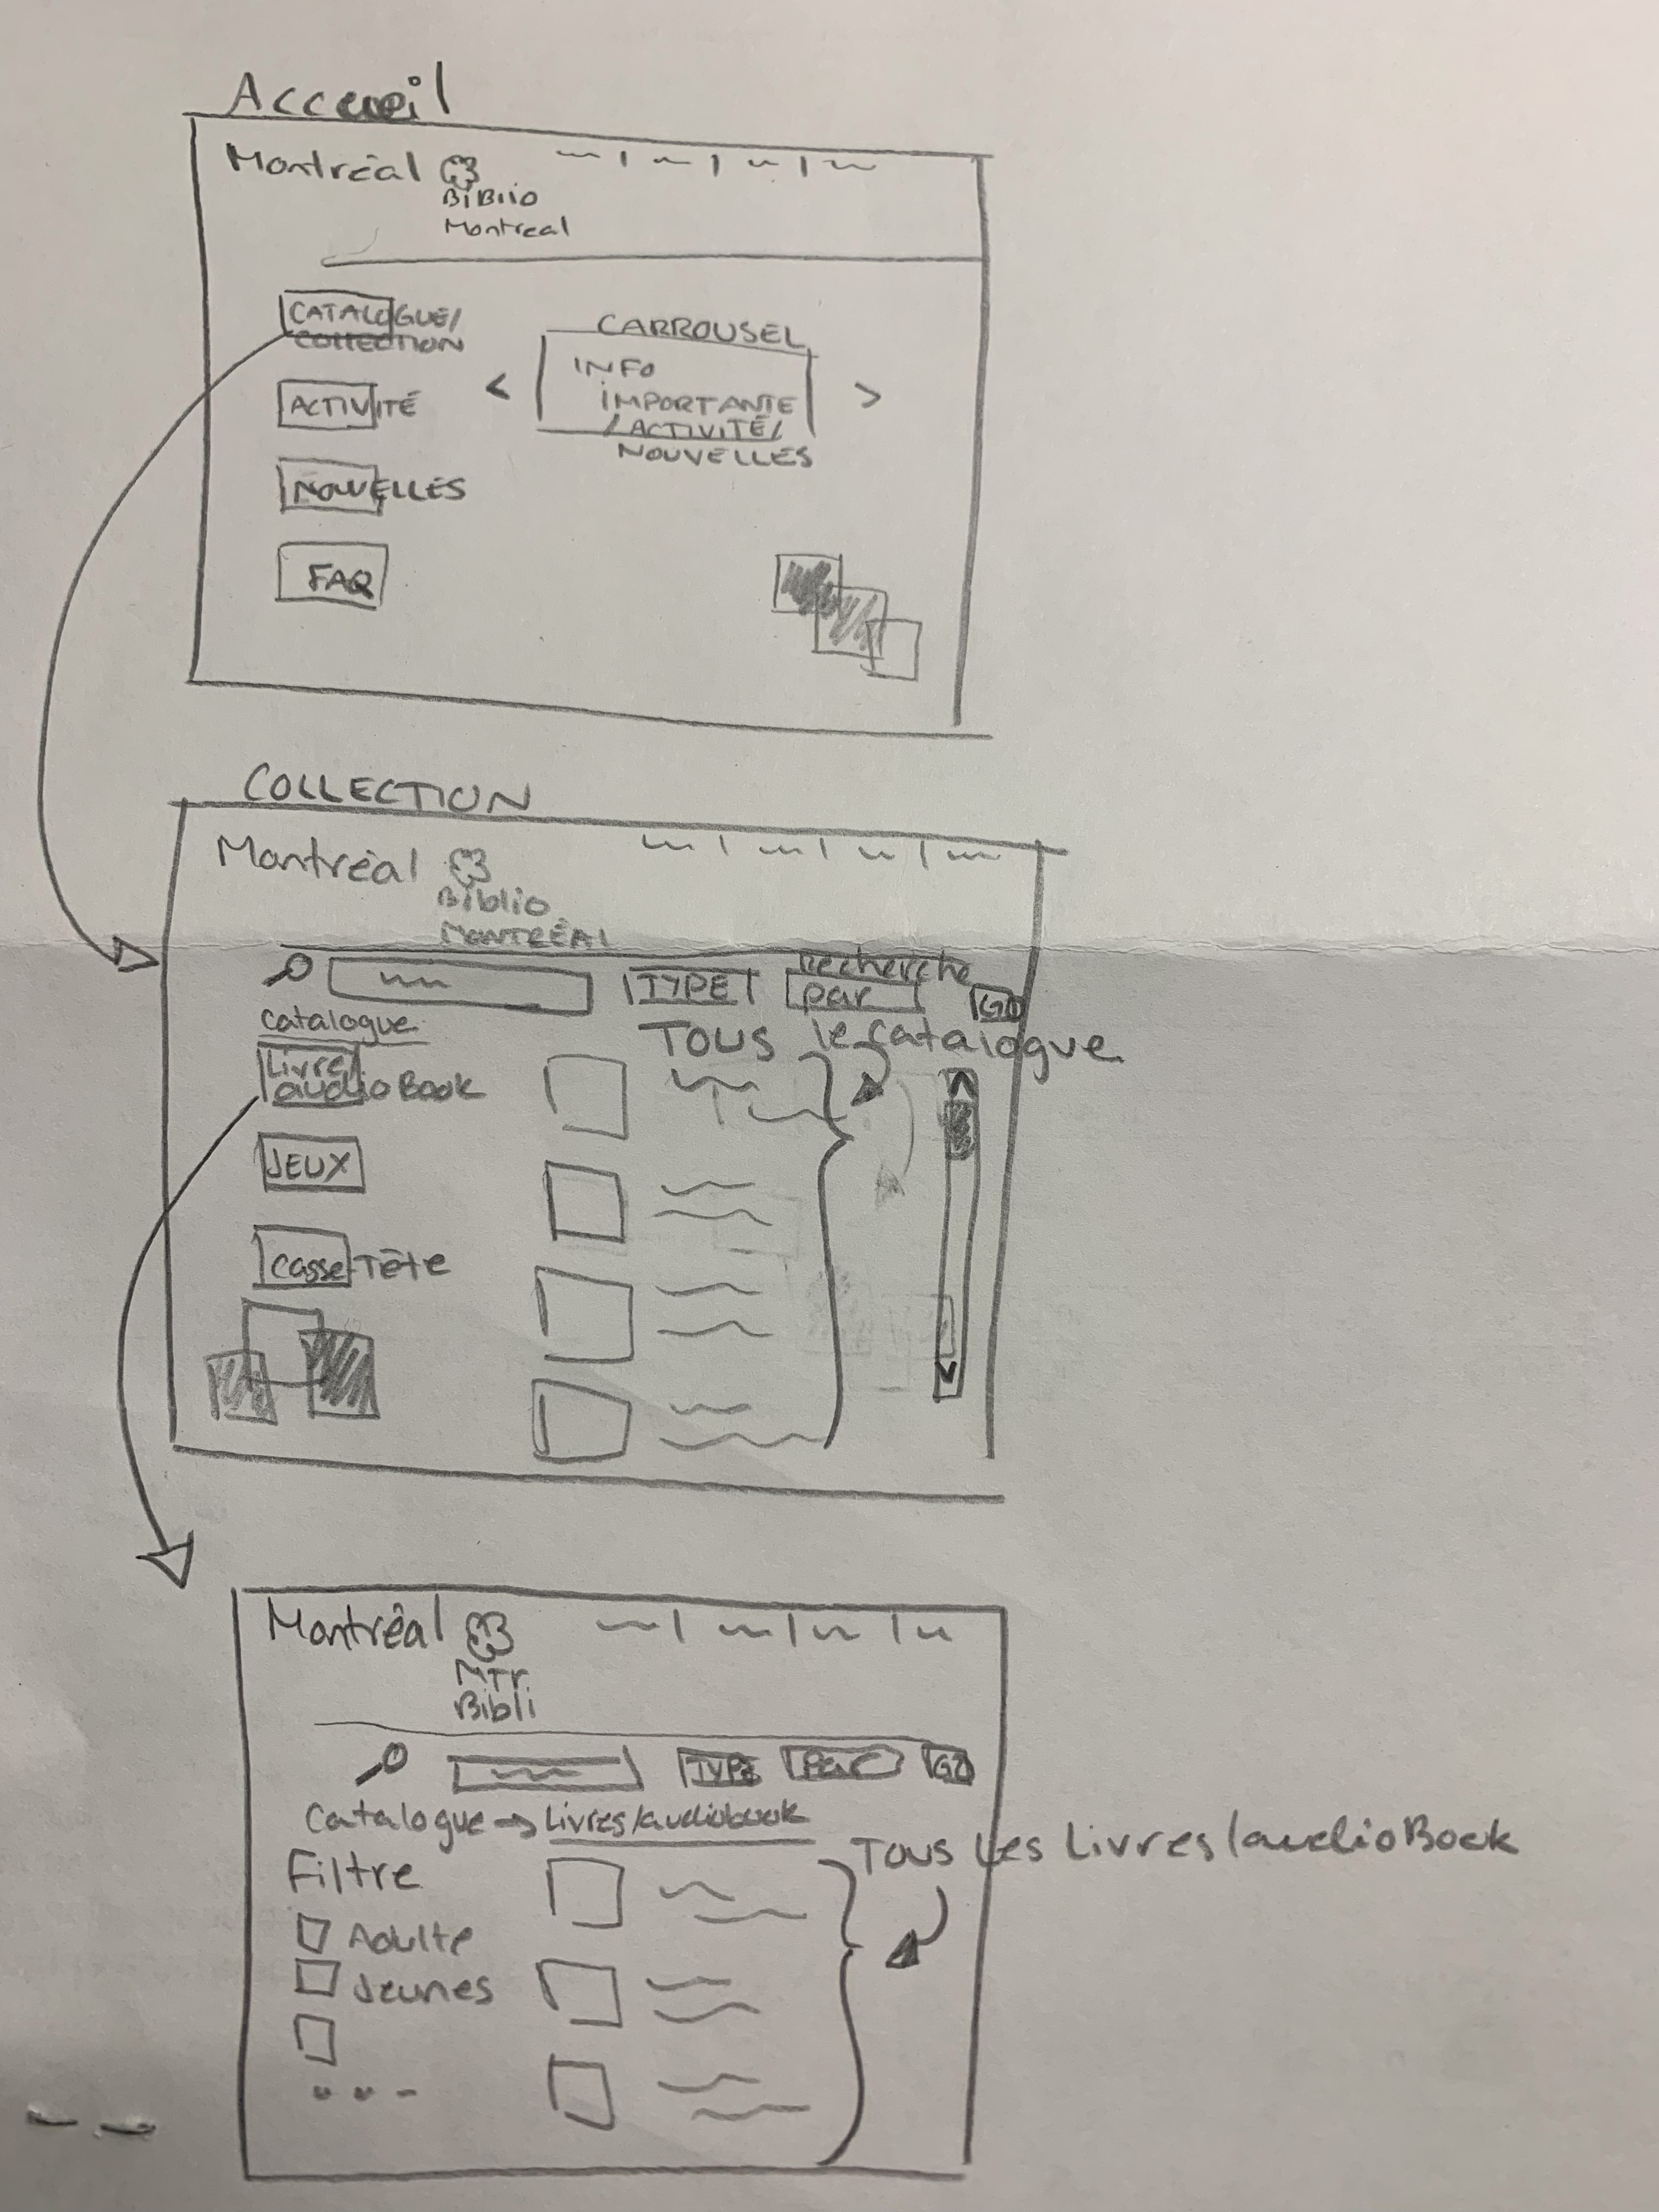 Accueil
Montréal
BiBlio
Montreal
CATALOGUE/
COLLECTION
CARROUSEL
INFO
IMPORTANTE
/ACTIVITÉ/
NOUVELLES
< >
ACTIVITÉ
NOUVELLES
FAQ
COLLECTION
Montréal
Biblio
MONTRÉAl
TYPE
Recherche
par
GO
catalogue
Tous le catalogue
Livre/
audioBook
JEUX
Casse-Tête
Montréal
MTr
Bibli
TYPE Par GO
Catalogue → Livres/audiobook
Tous Les Livres/audioBook
Filtre
Adulte
Jeunes